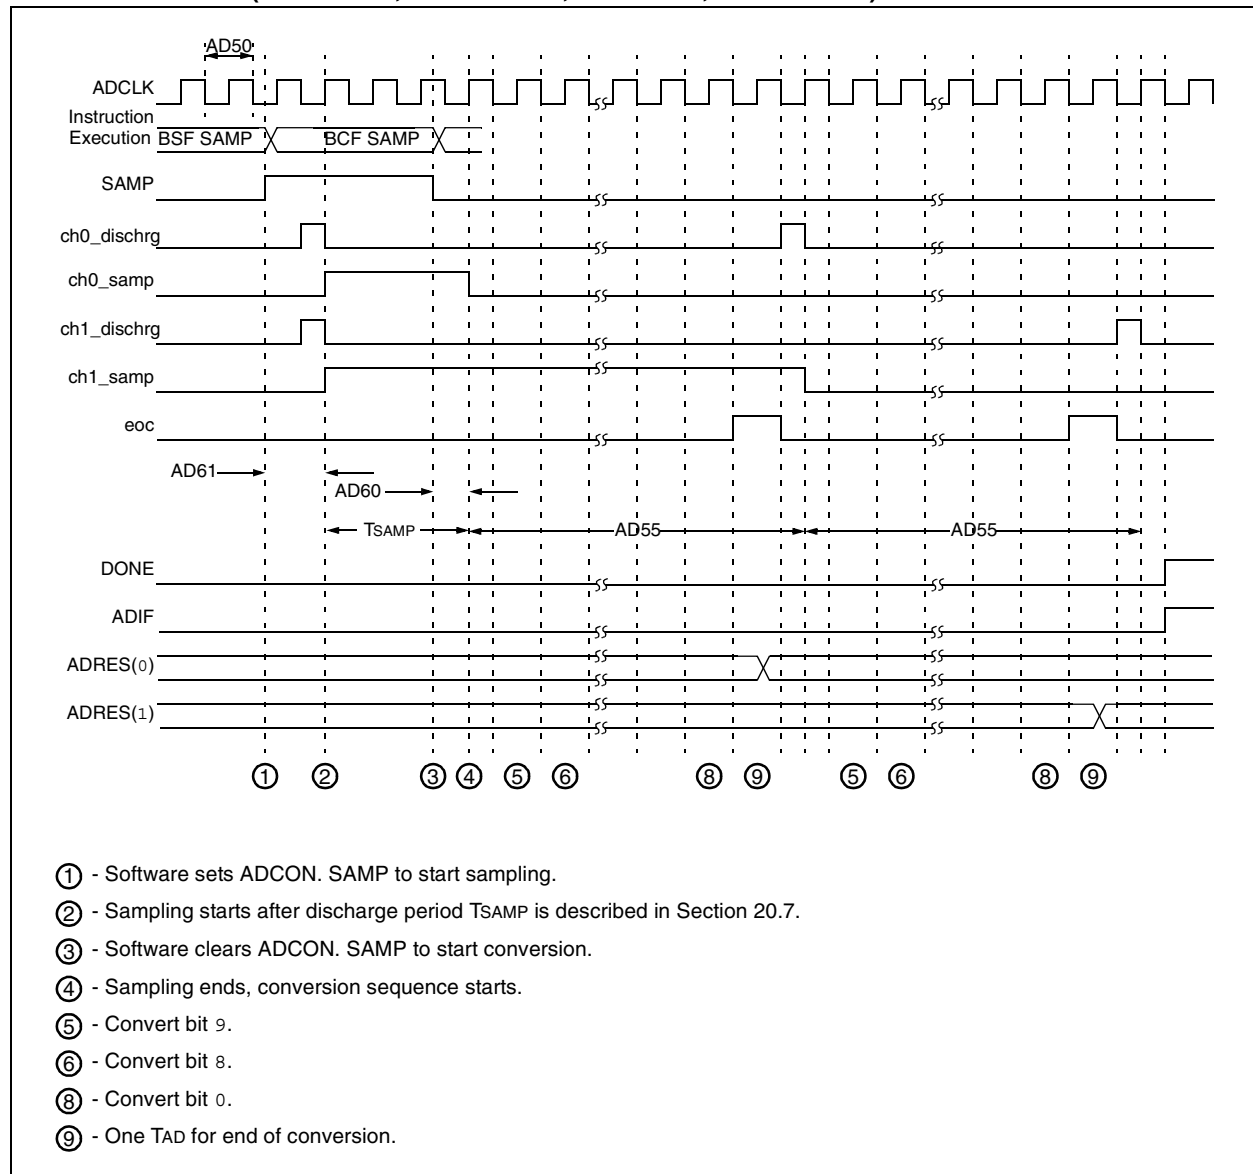 AD50
ADCLK
Instruction
Execution BSF SAMP BCF SAMP
SAMP
ch0_dischrg
ch0_samp
ch1_dischrg
ch1_samp
eoc
AD61
AD60
TSAMP AD55 AD55
DONE
ADIF
ADRES(0)
ADRES(1)
1 2 3 4 5 6 8 9 5 6 8 9
1 - Software sets ADCON. SAMP to start sampling.
2 - Sampling starts after discharge period TSAMP is described in Section 20.7.
3 - Software clears ADCON. SAMP to start conversion.
4 - Sampling ends, conversion sequence starts.
5 - Convert bit 9.
6 - Convert bit 8.
8 - Convert bit 0.
9 - One TAD for end of conversion.